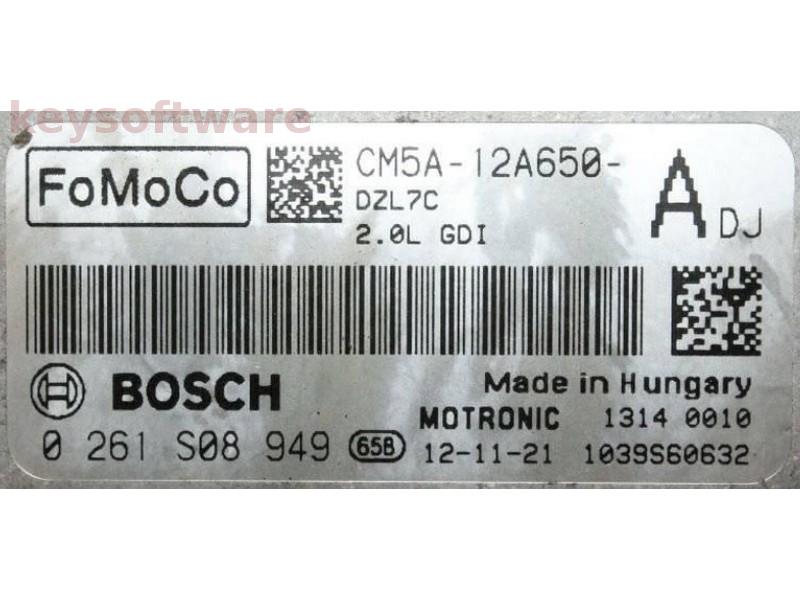 keysoftware
FoMoCo
CM5A-12A650-
A DJ
DZL7C
2.0L GDI
BOSCH
Made in Hungary
MOTRONIC 1314 0010
0 261 S08 949 65B 12-11-21 1039S60632